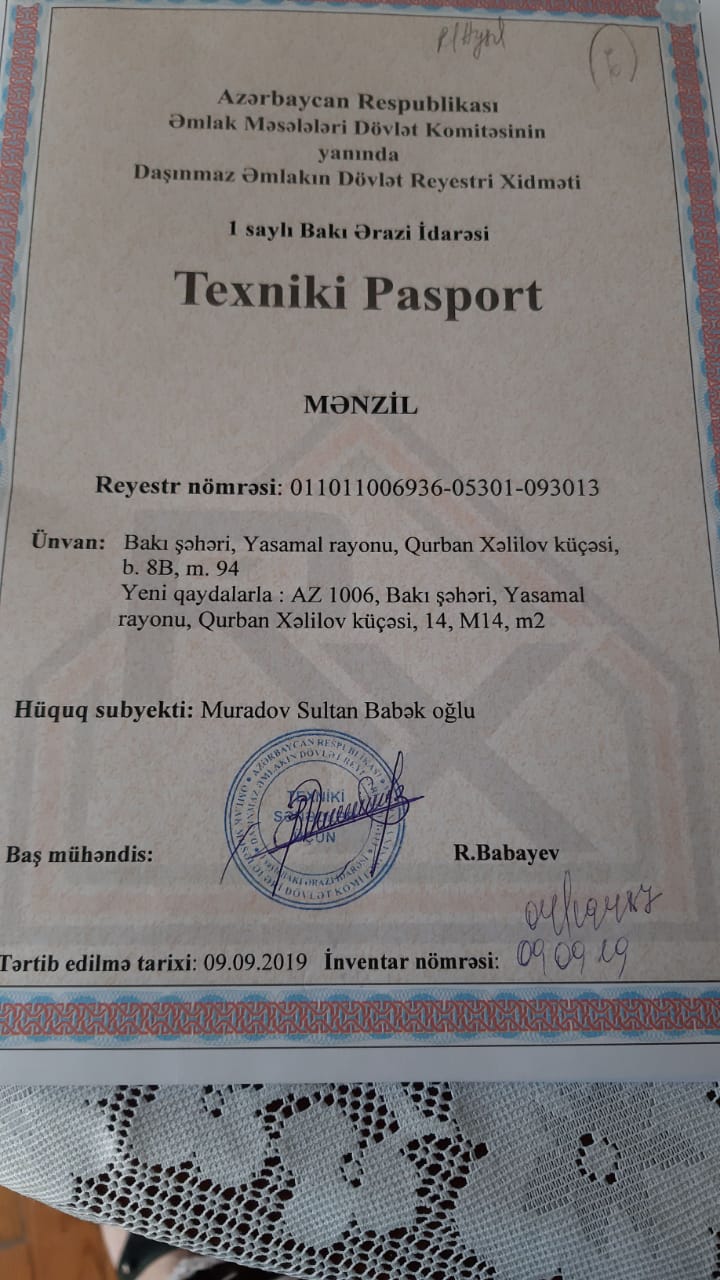 Azərbaycan Respublikası
Əmlak Məsələləri Dövlət Komitəsinin
yanında
Daşınmaz Əmlakın Dövlət Reyestri Xidməti
1 saylı Bakı Ərazi İdarəsi
Texniki Pasport
MƏNZİL
Reyestr nömrəsi: 011011006936-05301-093013
Ünvan: Bakı şəhəri, Yasamal rayonu, Qurban Xəlilov küçəsi,
b. 8B, m. 94
Yeni qaydalarla : AZ 1006, Bakı şəhəri, Yasamal
rayonu, Qurban Xəlilov küçəsi, 14, M14, m2
Hüquq subyekti: Muradov Sultan Babək oğlu
TEXNİKİ
Baş mühəndis: R.Babayev
Tərtib edilmə tarixi: 09.09.2019 İnventar nömrəsi:
09 09 19